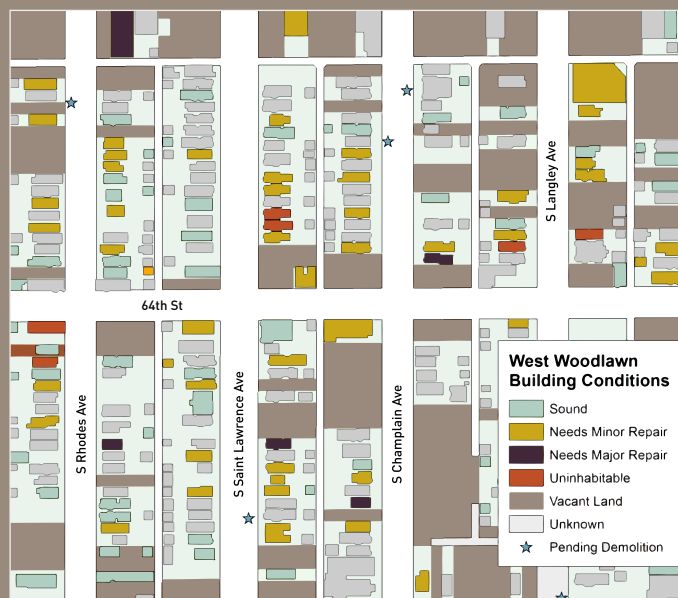 S Langley Ave
64th St
S Rhodes Ave
S Saint Lawrence Ave
S Champlain Ave
West Woodlawn
Building Conditions
Sound
Needs Minor Repair
Needs Major Repair
Uninhabitable
Vacant Land
Unknown
Pending Demolition